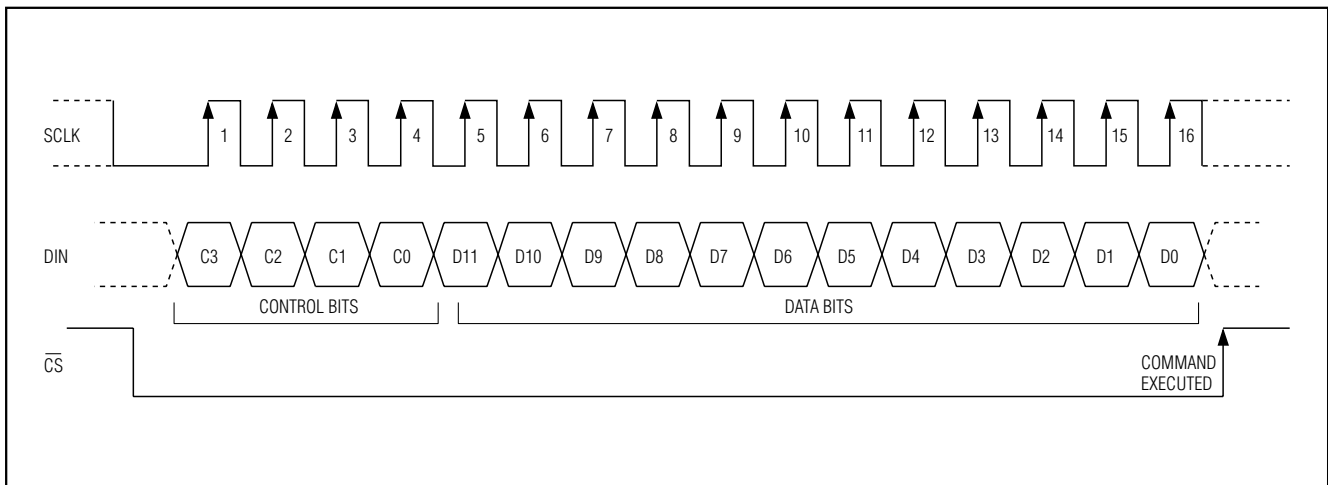 SCLK 1 2 3 4 5 6 7 8 9 10 11 12 13 14 15 16
DIN C3 C2 C1 C0 D11 D10 D9 D8 D7 D6 D5 D4 D3 D2 D1 D0
CONTROL BITS DATA BITS
C̅S̅ COMMAND
EXECUTED